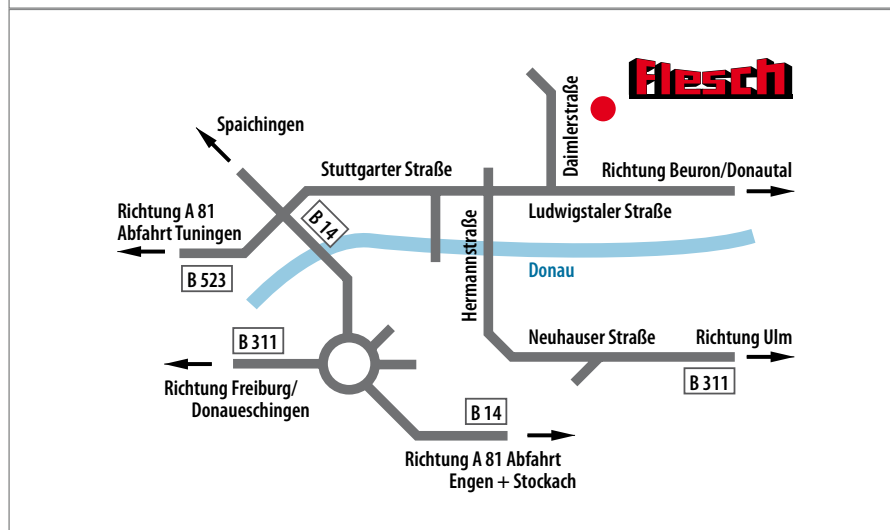 Flesch
Daimlerstraße
Spaichingen
Stuttgarter Straße
Richtung Beuron/Donautal
Richtung A 81
Abfahrt Tuningen
B 14
Ludwigstaler Straße
Hermannstraße
Donau
B 523
Neuhauser Straße
Richtung Ulm
B 311
B 311
Richtung Freiburg/
Donaueschingen
B 14
Richtung A 81 Abfahrt
Engen + Stockach